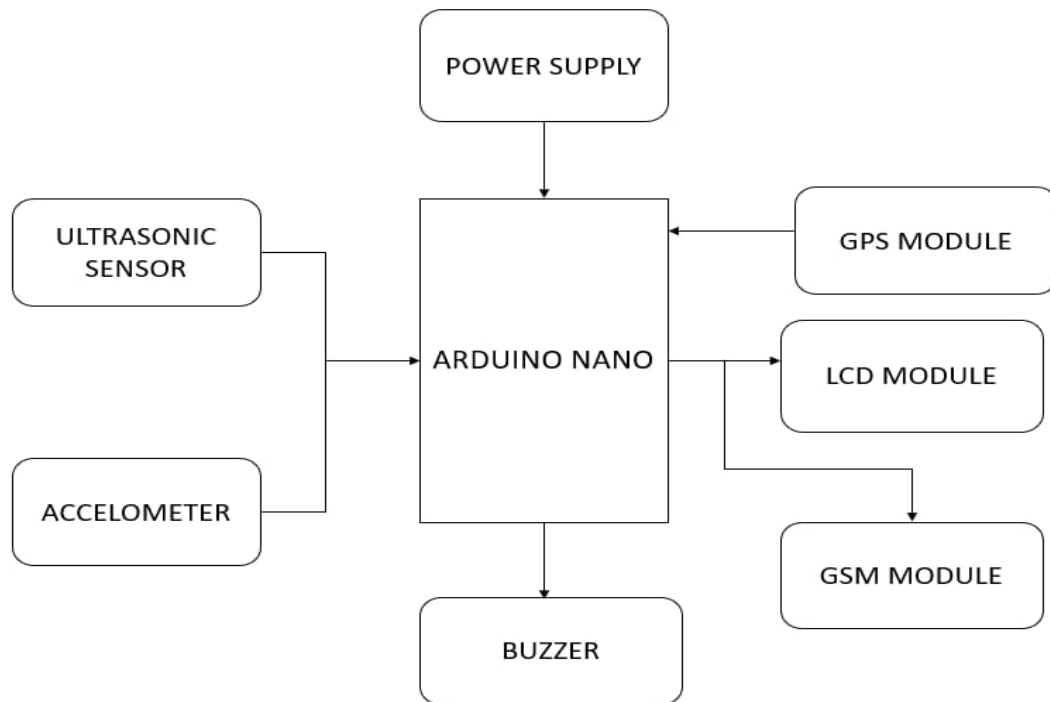 POWER SUPPLY
ULTRASONIC
SENSOR
GPS MODULE
ARDUINO NANO
LCD MODULE
ACCELOMETER
GSM MODULE
BUZZER